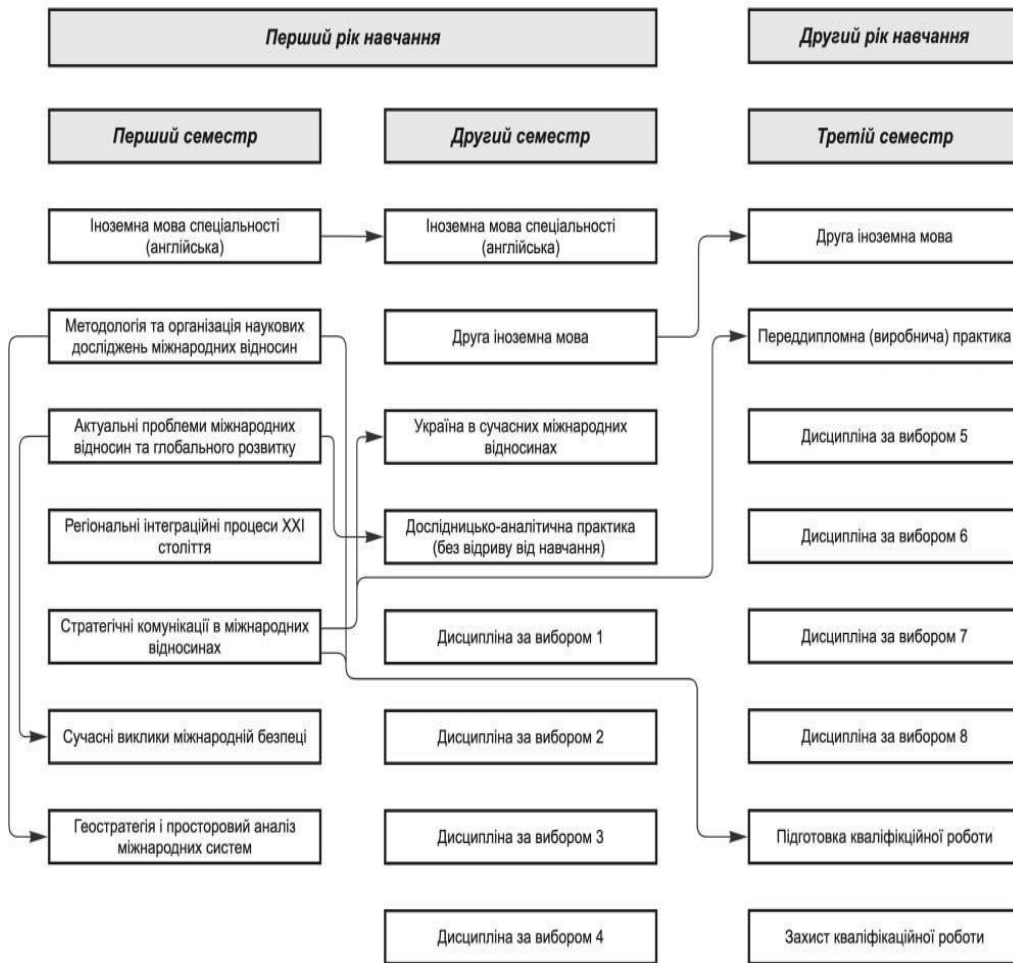 Перший рік навчання
Другий рік навчання
Перший семестр
Другий семестр
Третій семестр
Іноземна мова спеціальності
(англійська)
Іноземна мова спеціальності
(англійська)
Друга іноземна мова
Методологія та організація наукових
досліджень міжнародних відносин
Друга іноземна мова
Переддипломна (виробнича) практика
Актуальні проблеми міжнародних
відносин та глобального розвитку
Україна в сучасних міжнародних
відносинах
Дисципліна за вибором 5
Регіональні інтеграційні процеси XXI
століття
Дослідницько-аналітична практика
(без відриву від навчання)
Дисципліна за вибором 6
Стратегічні комунікації в міжнародних
відносинах
Дисципліна за вибором 1
Дисципліна за вибором 7
Сучасні виклики міжнародній безпеці
Дисципліна за вибором 2
Дисципліна за вибором 8
Геостратегія і просторовий аналіз
міжнародних систем
Дисципліна за вибором 3
Підготовка кваліфікційної роботи
Дисципліна за вибором 4
Захист кваліфікаційної роботи